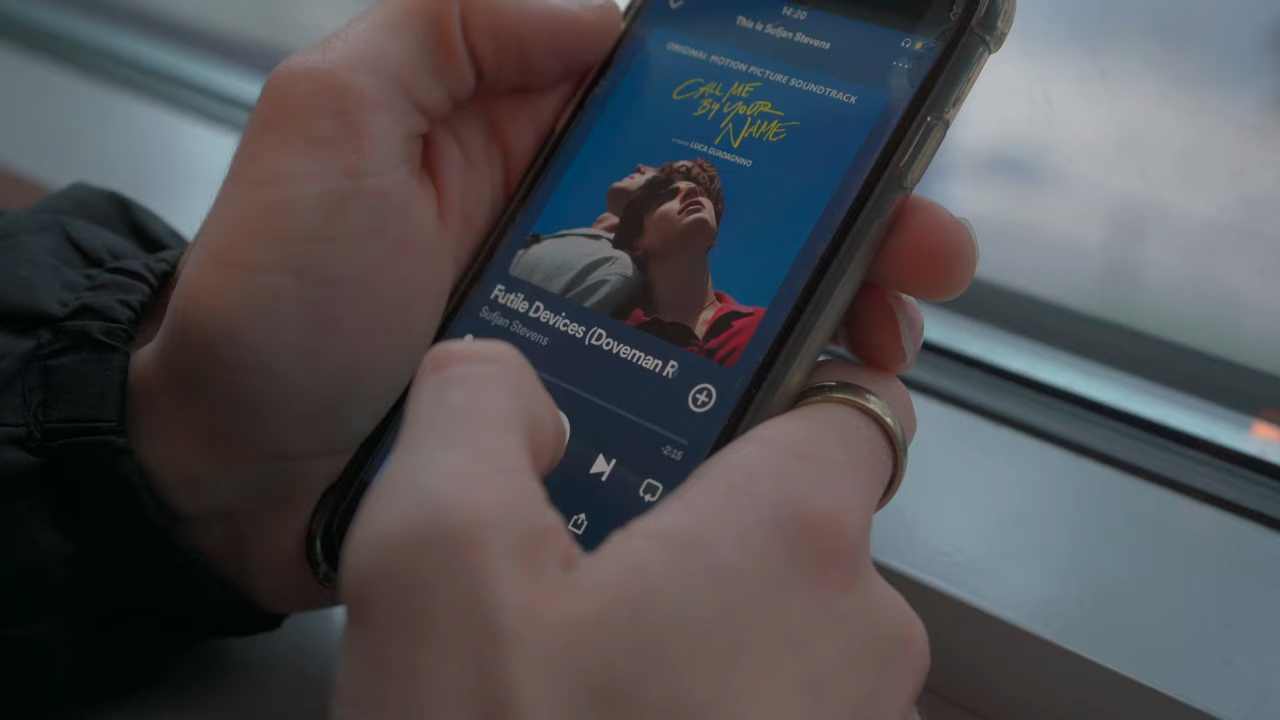 14:20
This is Sufjan Stevens
ORIGINAL MOTION PICTURE SOUNDTRACK
CALL ME
BY YOUR
NAME
LUCA GUADAGNINO
Futile Devices (Doveman R
Sufjan Stevens
-2:15